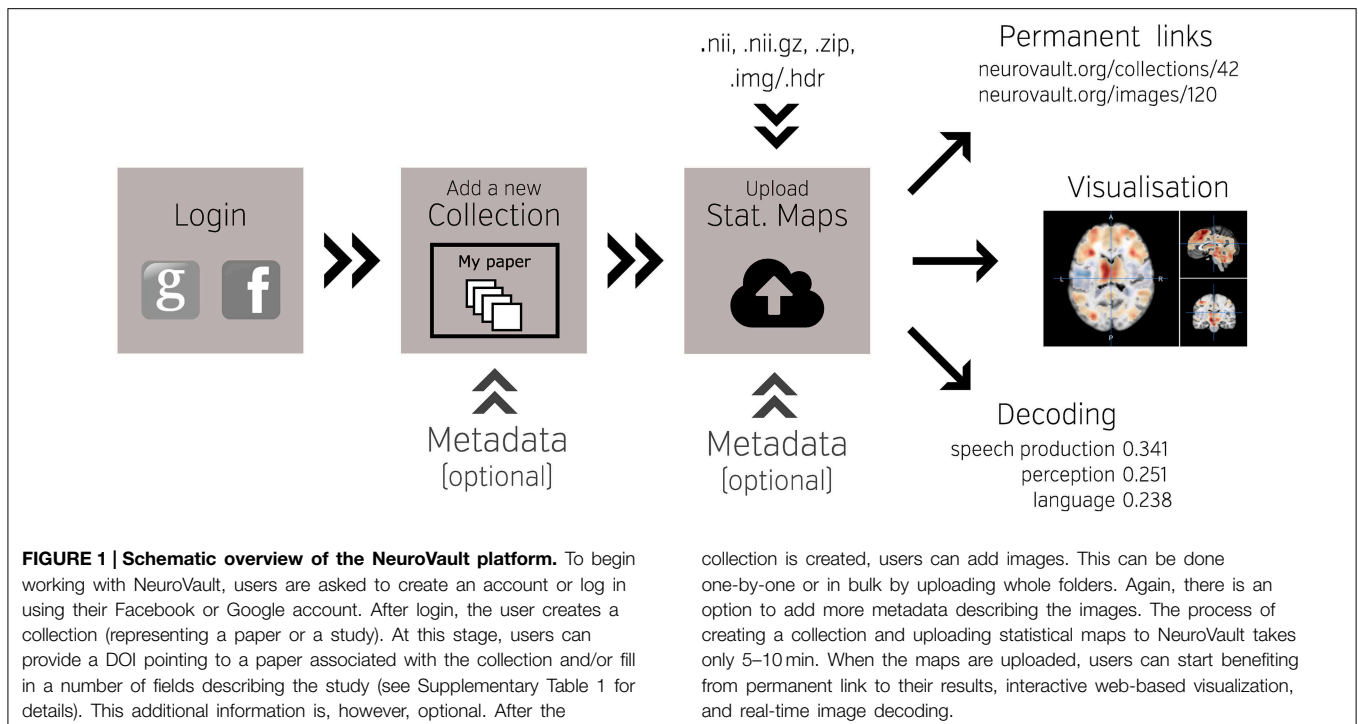 .nii, .nii.gz, .zip,
.img/.hdr
Permanent links
neurovault.org/collections/42
neurovault.org/images/120
Login
g f
Add a new
Collection
My paper
Upload
Stat. Maps
Visualisation
A
L R
P
Metadata
(optional)
Metadata
(optional)
Decoding
speech production 0.341
perception 0.251
language 0.238
FIGURE 1 | Schematic overview of the NeuroVault platform. To begin
working with NeuroVault, users are asked to create an account or log in
using their Facebook or Google account. After login, the user creates a
collection (representing a paper or a study). At this stage, users can
provide a DOI pointing to a paper associated with the collection and/or fill
in a number of fields describing the study (see Supplementary Table 1 for
details). This additional information is, however, optional. After the
collection is created, users can add images. This can be done
one-by-one or in bulk by uploading whole folders. Again, there is an
option to add more metadata describing the images. The process of
creating a collection and uploading statistical maps to NeuroVault takes
only 5–10 min. When the maps are uploaded, users can start benefiting
from permanent link to their results, interactive web-based visualization,
and real-time image decoding.